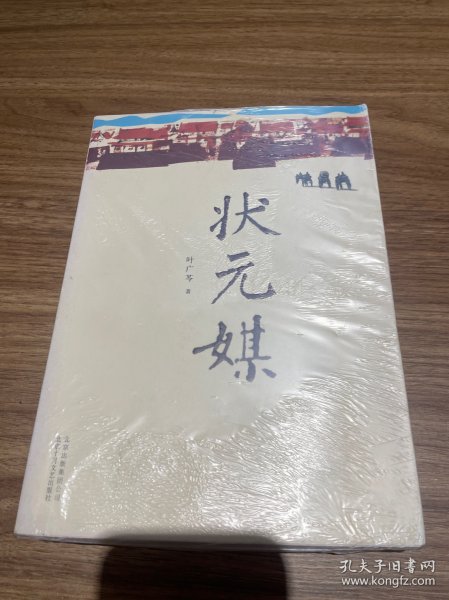 状元媒
叶广芩 著
北京出版集团公司
北京十月文艺出版社
孔夫子旧书网
www.kongfz.com